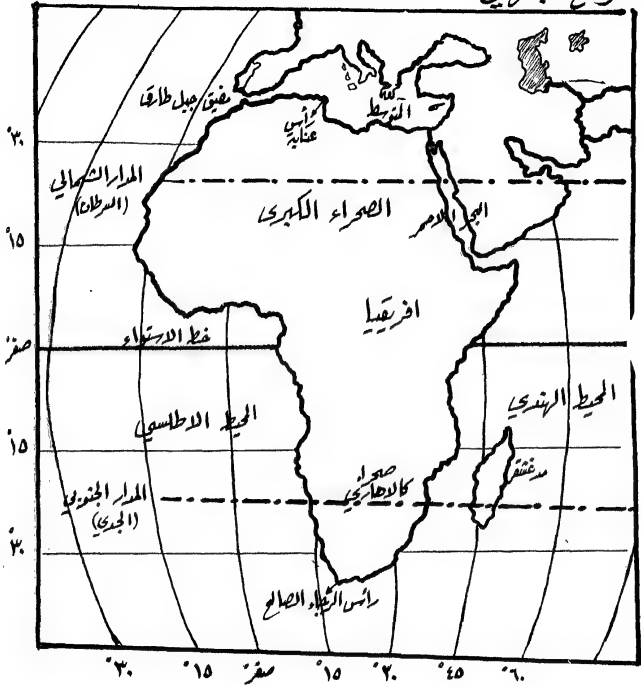 مضيق جبل طارق
المتوسط
رأس
عنابة
°٣٠
المدار الشمالي
(السرطان)
الصحراء الكبرى
البحر الاحمر
°١٥
افريقيا
خط الاستواء
صفر°
المحيط الهندي
المحيط الاطلسي
°١٥
صحراء
كالاهاري
مدغشقر
المدار الجنوبي
(الجدي)
°٣٠
رأس الرجاء الصالح
°٣٠ °١٥ صفر° °١٥ °٣٠ °٤٥ °٦٠